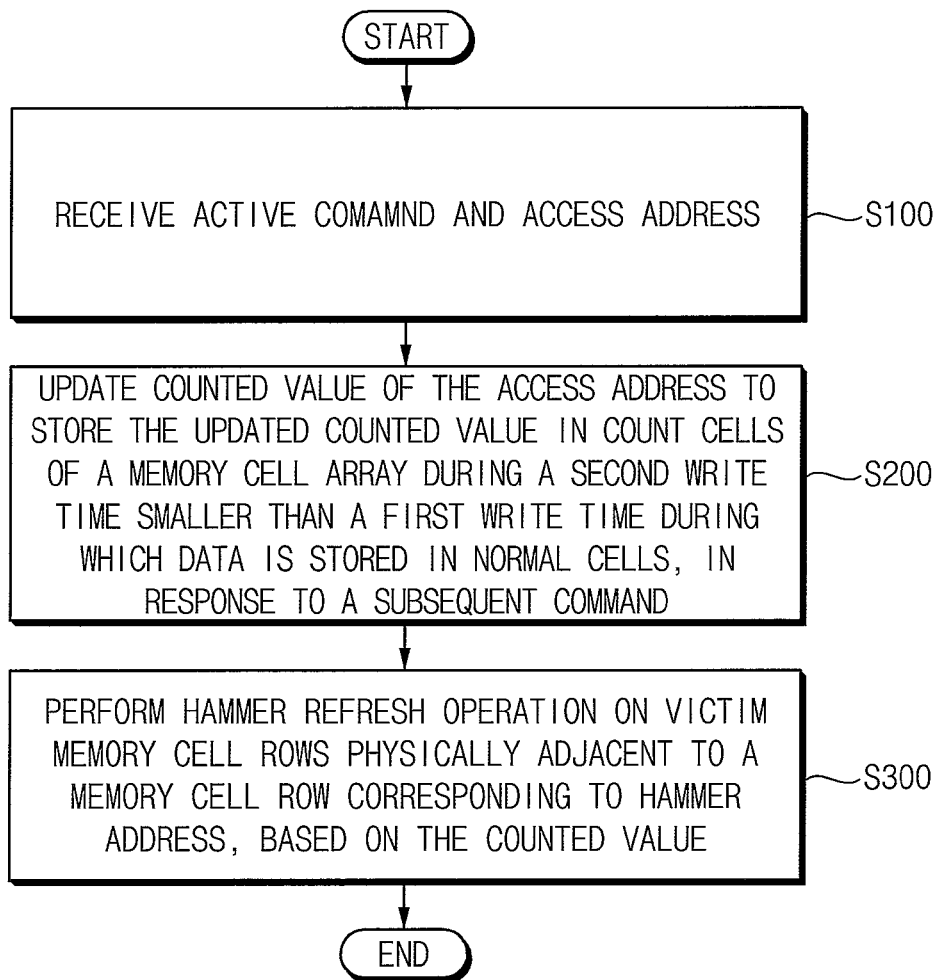 START
RECEIVE ACTIVE COMAMND AND ACCESS ADDRESS
S100
UPDATE COUNTED VALUE OF THE ACCESS ADDRESS TO
STORE THE UPDATED COUNTED VALUE IN COUNT CELLS
OF A MEMORY CELL ARRAY DURING A SECOND WRITE
TIME SMALLER THAN A FIRST WRITE TIME DURING
WHICH DATA IS STORED IN NORMAL CELLS, IN
RESPONSE TO A SUBSEQUENT COMMAND
S200
PERFORM HAMMER REFRESH OPERATION ON VICTIM
MEMORY CELL ROWS PHYSICALLY ADJACENT TO A
MEMORY CELL ROW CORRESPONDING TO HAMMER
ADDRESS, BASED ON THE COUNTED VALUE
S300
END